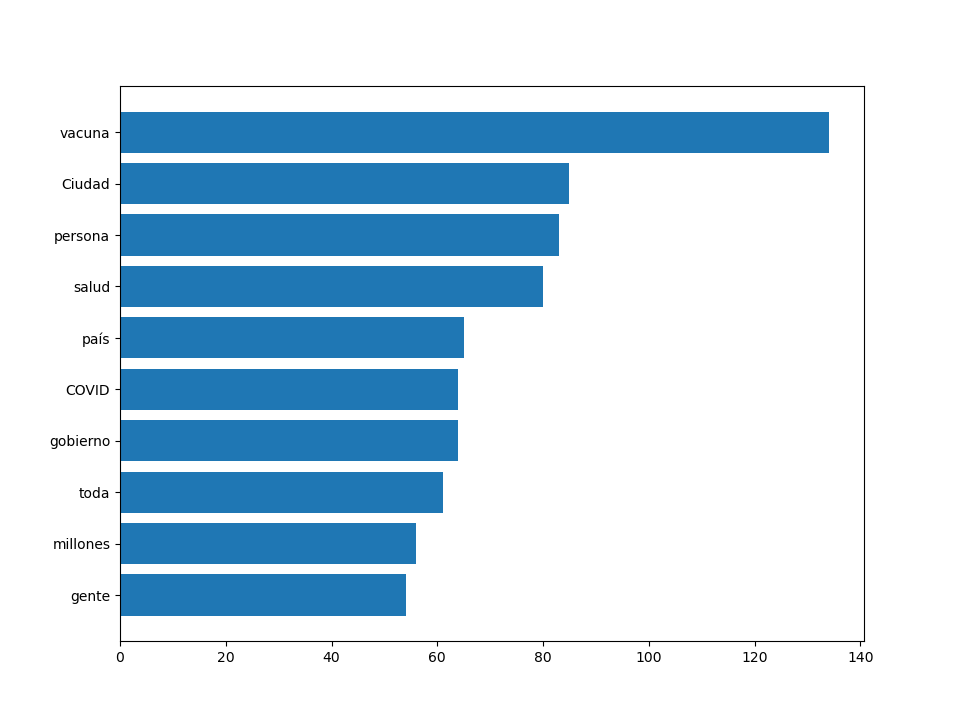 vacuna
Ciudad
persona
salud
país
COVID
gobierno
toda
millones
gente
0 20 40 60 80 100 120 140